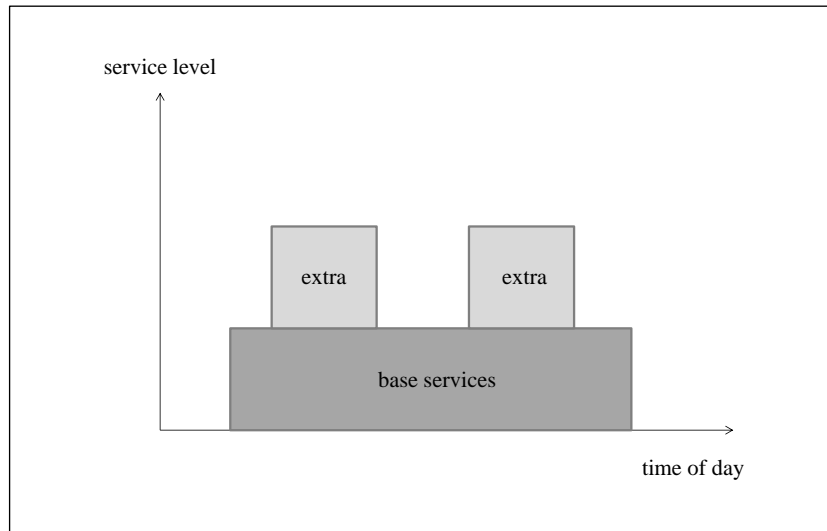 service level
extra
extra
base services
time of day